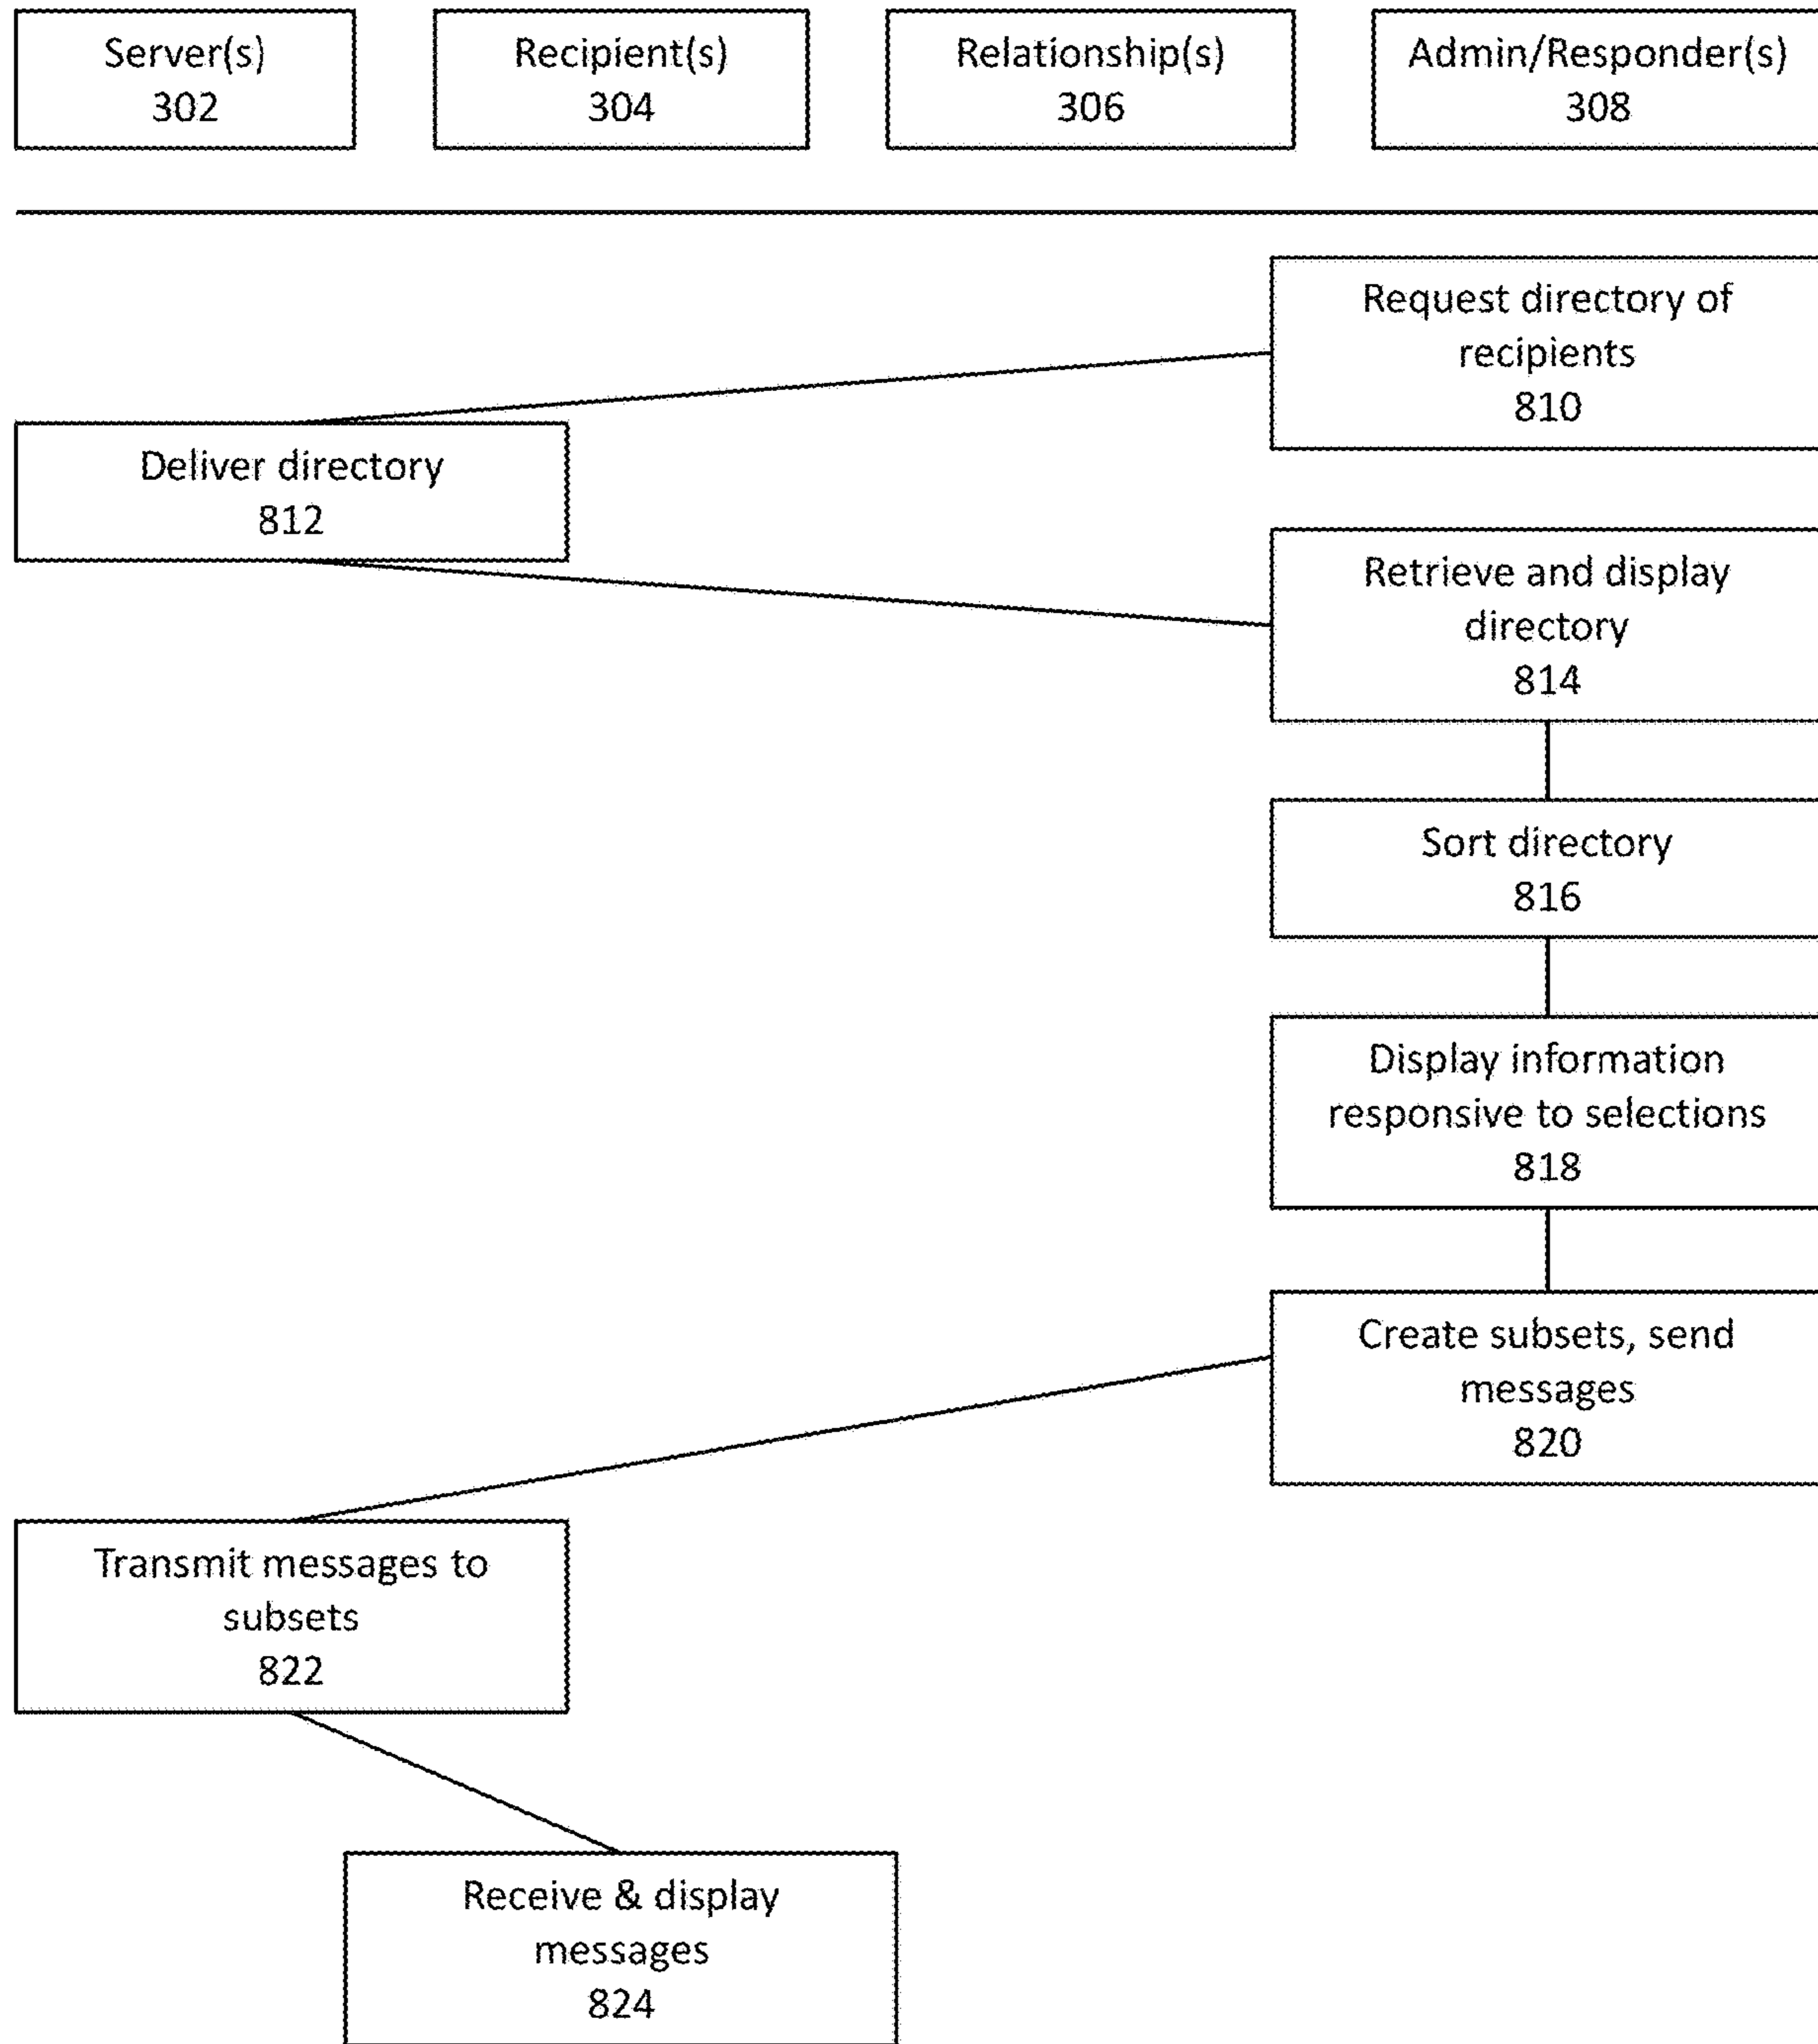 Server(s)
302
Recipient(s)
304
Relationship(s)
306
Admin/Responder(s)
308
Request directory of
recipients
810
Deliver directory
812
Retrieve and display
directory
814
Sort directory
816
Display information
responsive to selections
818
Create subsets, send
messages
820
Transmit messages to
subsets
822
Receive & display
messages
824